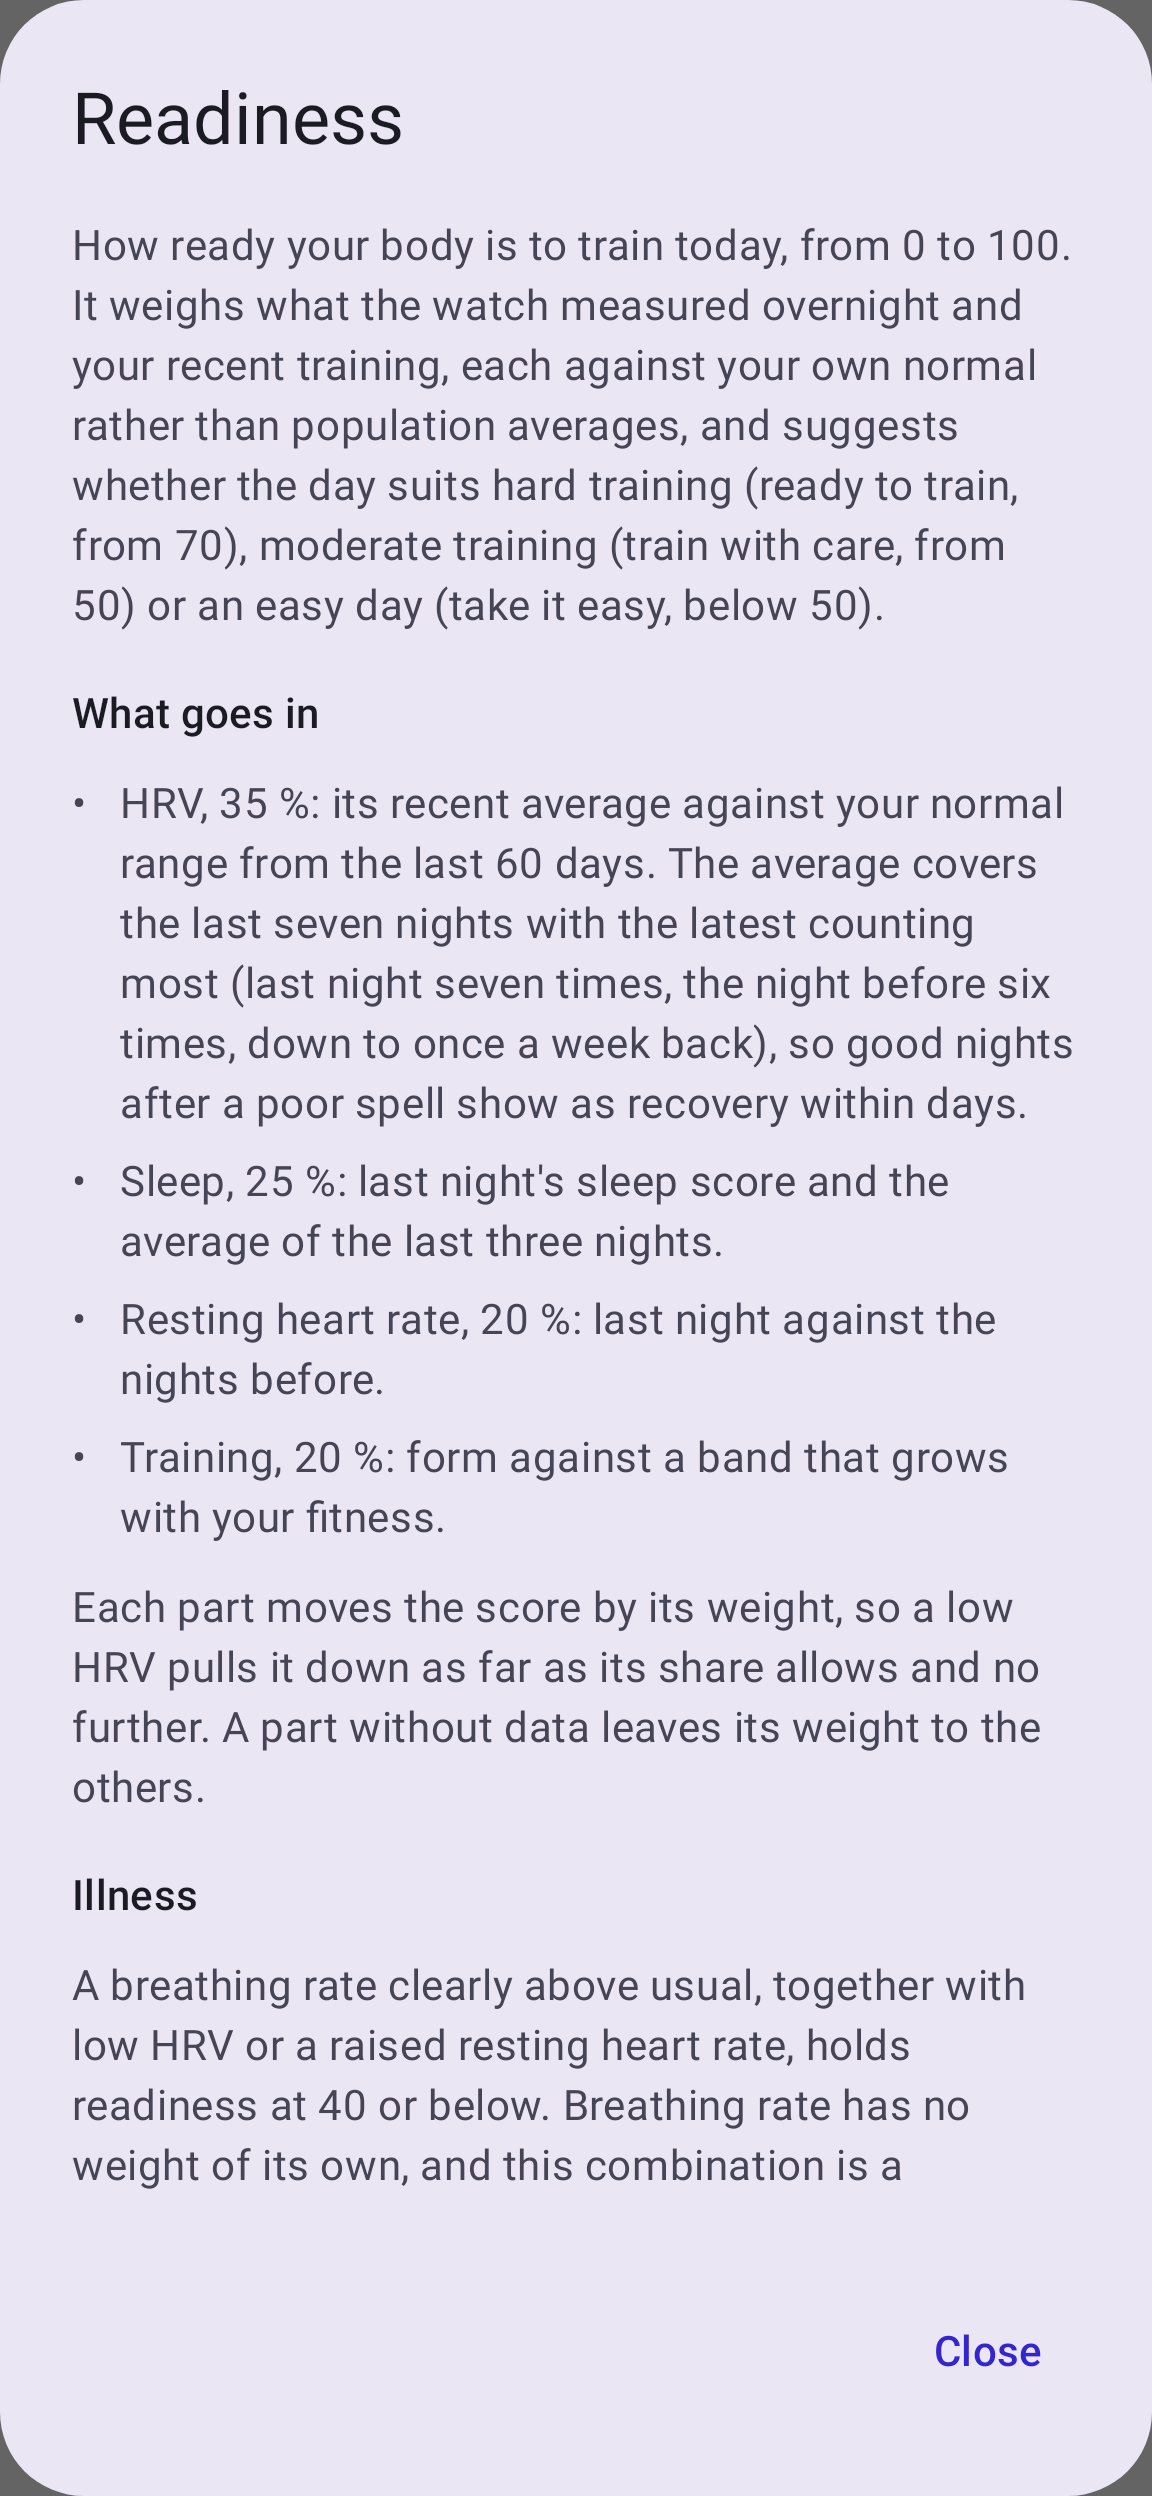 Readiness
How ready your body is to train today, from 0 to 100.
It weighs what the watch measured overnight and
your recent training, each against your own normal
rather than population averages, and suggests
whether the day suits hard training (ready to train,
from 70), moderate training (train with care, from
50) or an easy day (take it easy, below 50).
What goes in
• HRV, 35 %: its recent average against your normal
range from the last 60 days. The average covers
the last seven nights with the latest counting
most (last night seven times, the night before six
times, down to once a week back), so good nights
after a poor spell show as recovery within days.
• Sleep, 25 %: last night's sleep score and the
average of the last three nights.
• Resting heart rate, 20 %: last night against the
nights before.
• Training, 20 %: form against a band that grows
with your fitness.
Each part moves the score by its weight, so a low
HRV pulls it down as far as its share allows and no
further. A part without data leaves its weight to the
others.
Illness
A breathing rate clearly above usual, together with
low HRV or a raised resting heart rate, holds
readiness at 40 or below. Breathing rate has no
weight of its own, and this combination is a
Close